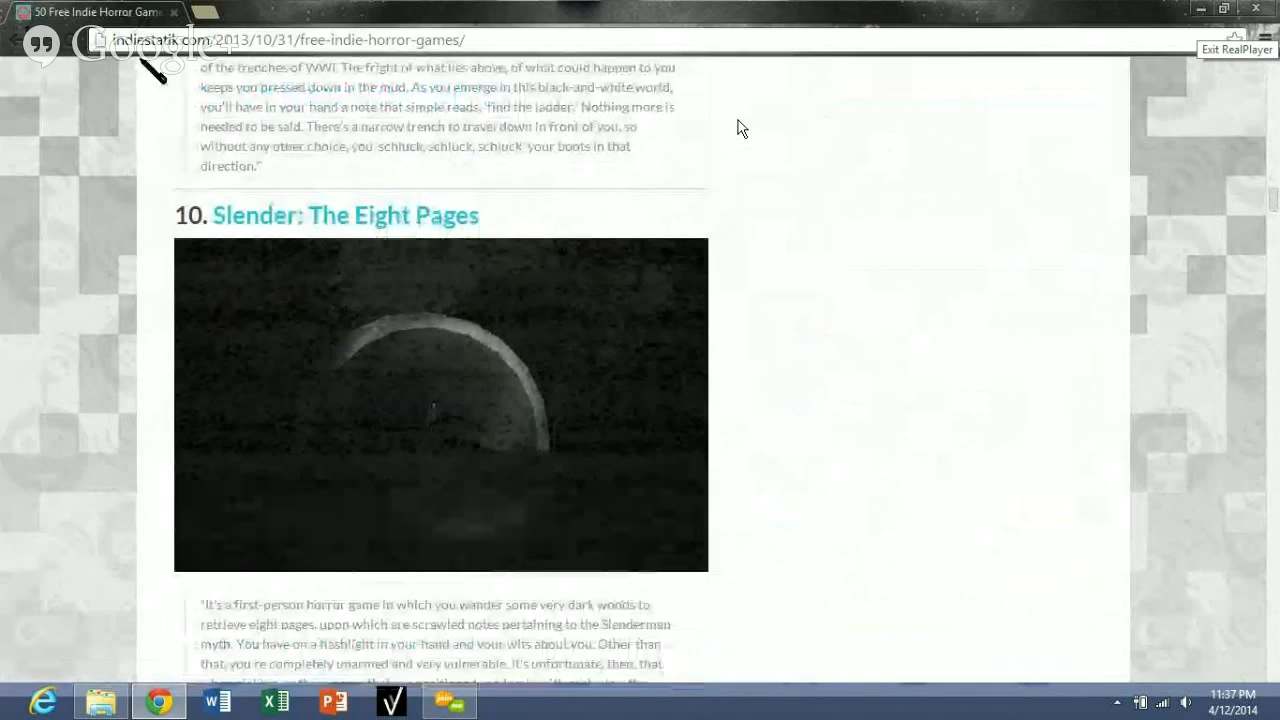 50 Free Indie Horror Game
Google+
indiestatik.com/2013/10/31/free-indie-horror-games/
Exit RealPlayer
of the trenches of WWI. The fright of what lies above, of what could happen to you
keeps you pressed down in the mud. As you emerge in this black-and-white world,
you'll have in your hand a note that simple reads, 'find the ladder.' Nothing more is
needed to be said. There's a narrow trench to travel down in front of you, so
without any other choice, you 'schluck, schluck, schluck' your boots in that
direction."
10. Slender: The Eight Pages
"It's a first-person horror game in which you wander some very dark woods to
retrieve eight pages, upon which are scrawled notes pertaining to the Slenderman
myth. You have on a flashlight in your hand and your wits about you. Other than
that, you're completely unarmed and very vulnerable. It's unfortunate, then, that
11:37 PM
4/12/2014